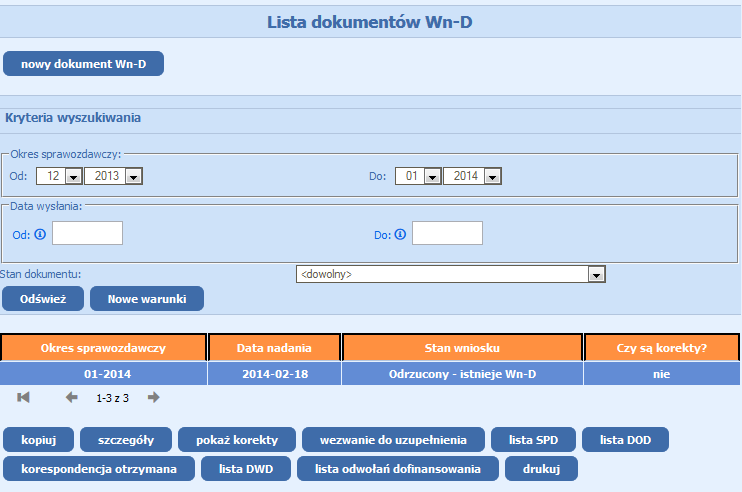 Lista dokumentów Wn-D
nowy dokument Wn-D
Kryteria wyszukiwania
Okres sprawozdawczy:
Od: 12 2013 Do: 01 2014
Data wysłania:
Od: Do:
Stan dokumentu: <dowolny>
Odśwież Nowe warunki
Okres sprawozdawczy Data nadania Stan wniosku Czy są korekty?
01-2014 2014-02-18 Odrzucony - istnieje Wn-D nie
1-3 z 3
kopiuj szczegóły pokaż korekty wezwanie do uzupełnienia lista SPD lista DOD
korespondencja otrzymana lista DWD lista odwołań dofinansowania drukuj